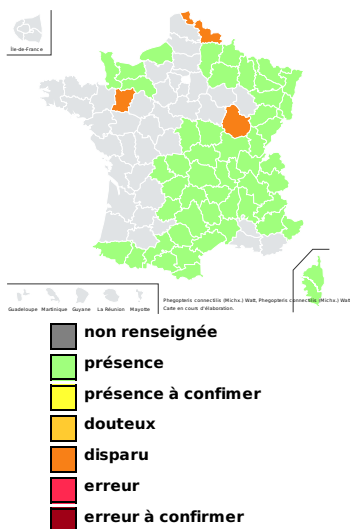 Île-de-France
Guadeloupe Martinique Guyane La Réunion Mayotte
Phegopteris connectilis (Michx.) Watt, Phegopteris connectilis (Michx.) Watt
Carte en cours d'élaboration.
non renseignée
présence
présence à confimer
douteux
disparu
erreur
erreur à confirmer